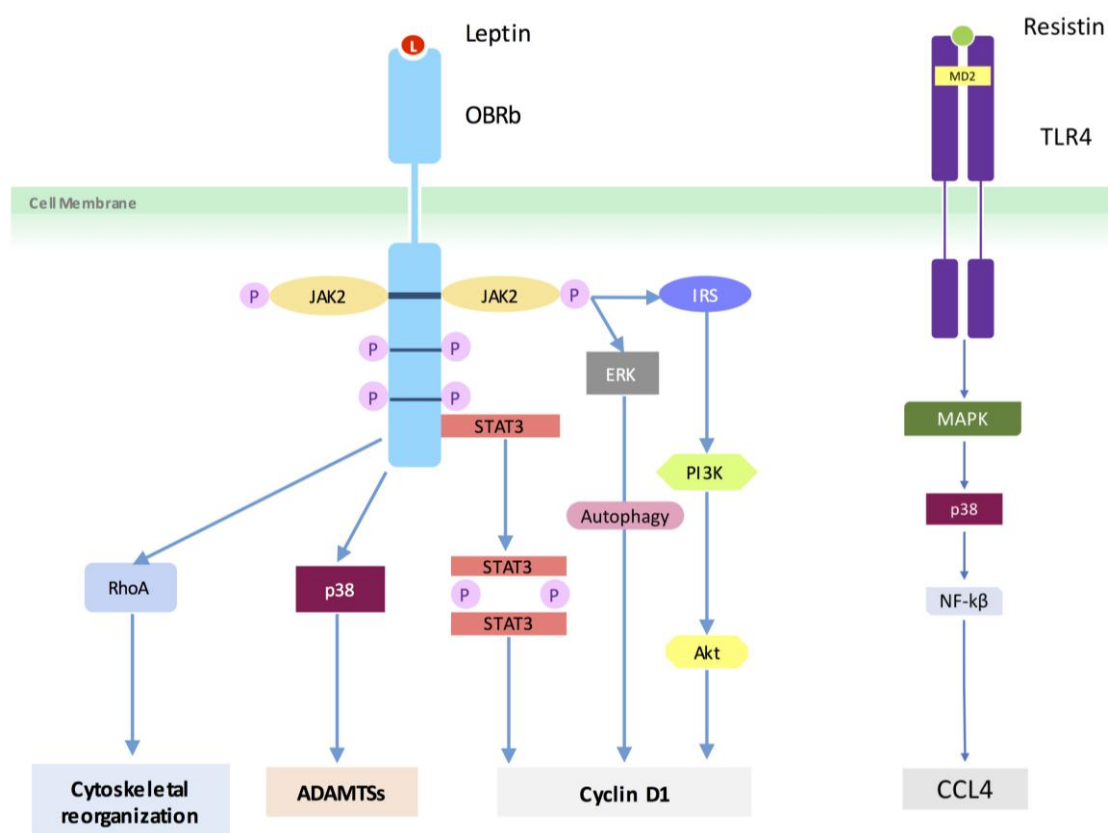 Leptin
L
Resistin
MD2
OBRb
TLR4
Cell Membrane
P
JAK2
JAK2
P
IRS
P
P
ERK
P
P
STAT3
MAPK
PI3K
p38
Autophagy
STAT3
RhoA
p38
P
P
NF-kβ
STAT3
Akt
Cytoskeletal
reorganization
ADAMTSs
Cyclin D1
CCL4